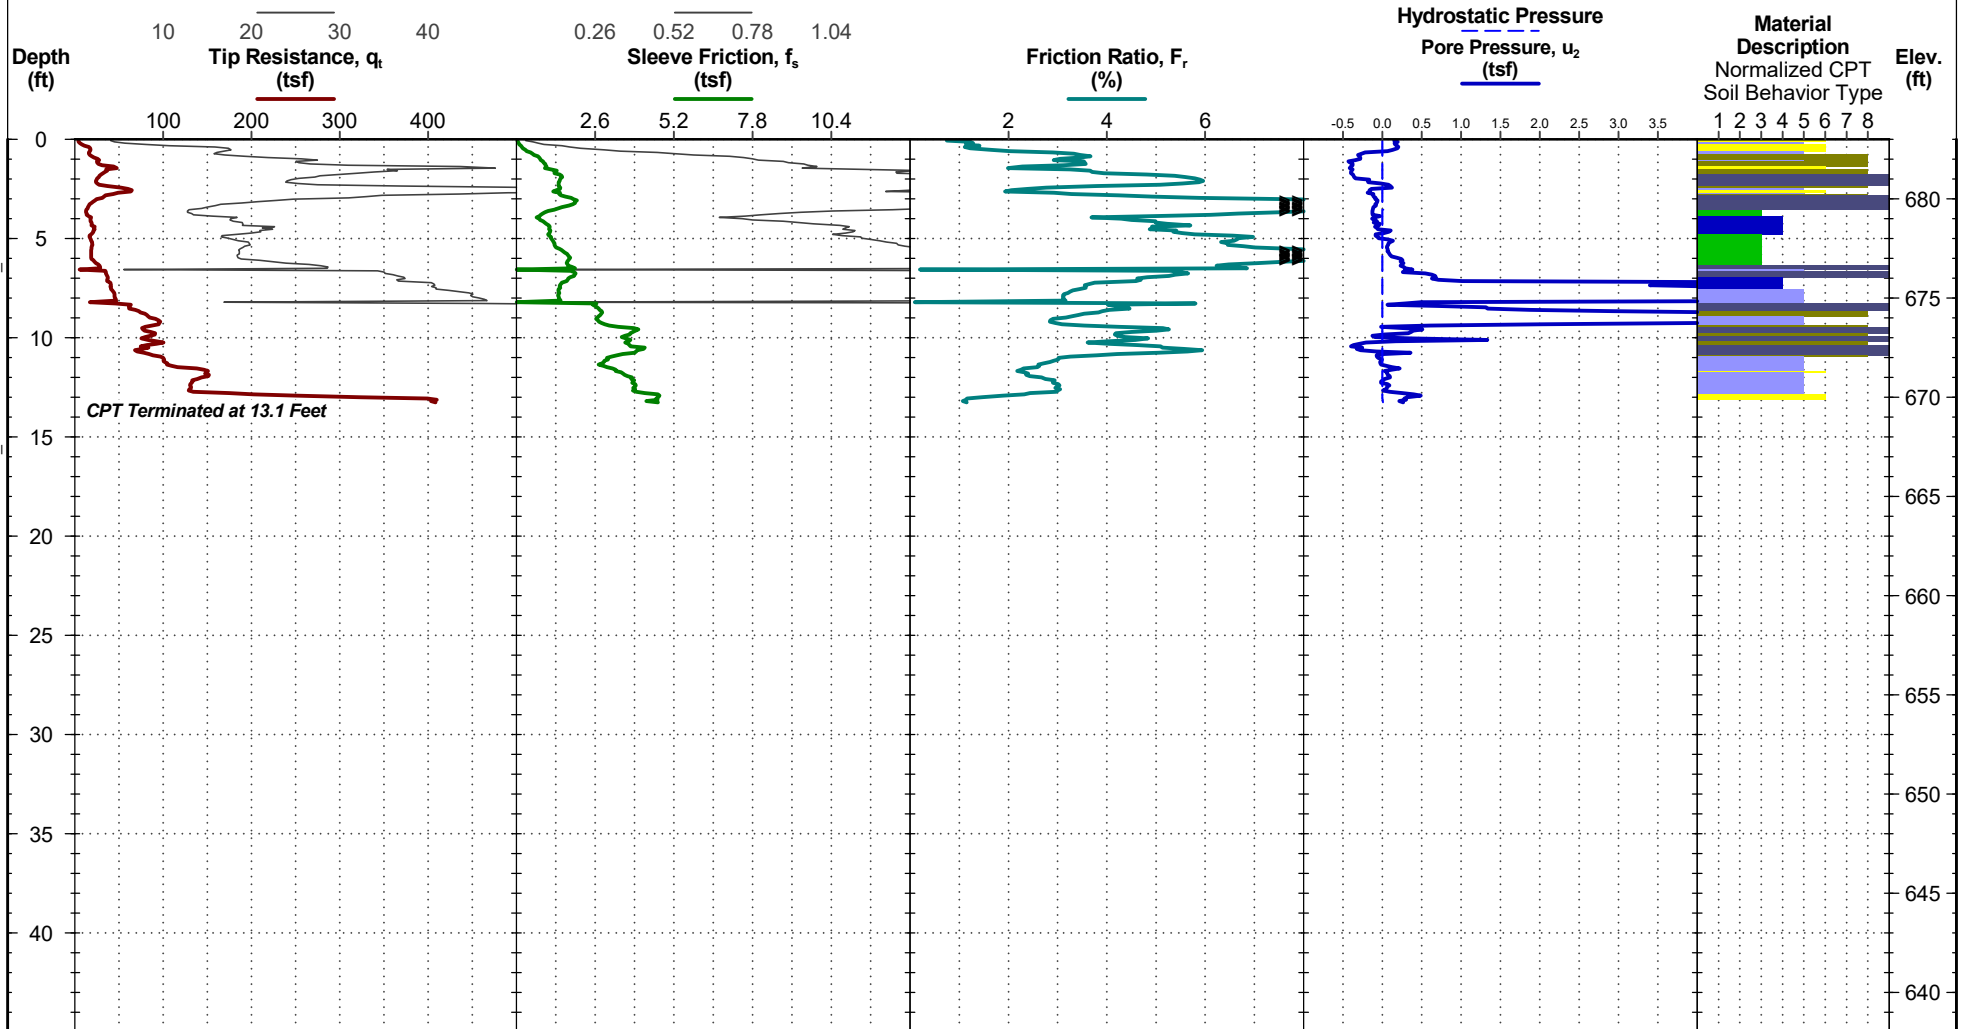 10 20 30 40
0.26 0.52 0.78 1.04
Hydrostatic Pressure
Depth
(ft)
Tip Resistance, qt
(tsf)
100 200 300 400
Sleeve Friction, fs
(tsf)
2.6 5.2 7.8 10.4
Friction Ratio, Fr
(%)
2 4 6
Pore Pressure, u2
(tsf)
-0.5 0.0 0.5 1.0 1.5 2.0 2.5 3.0 3.5
Material
Description
Normalized CPT
Soil Behavior Type
1 2 3 4 5 6 7 8
Elev.
(ft)
0
680
5
675
10
670
CPT Terminated at 13.1 Feet
15
665
20
660
25
655
30
650
35
645
40
640